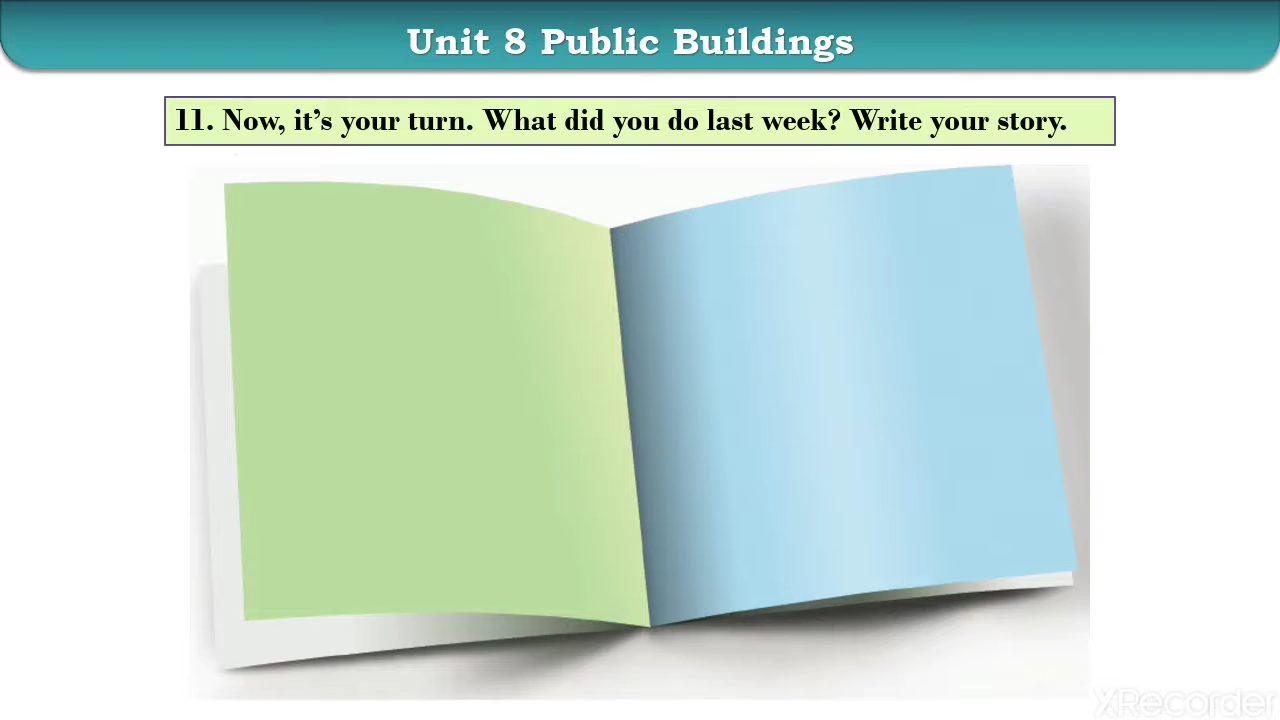 Unit 8 Public Buildings
11. Now, it's your turn. What did you do last week? Write your story.
XRecorder